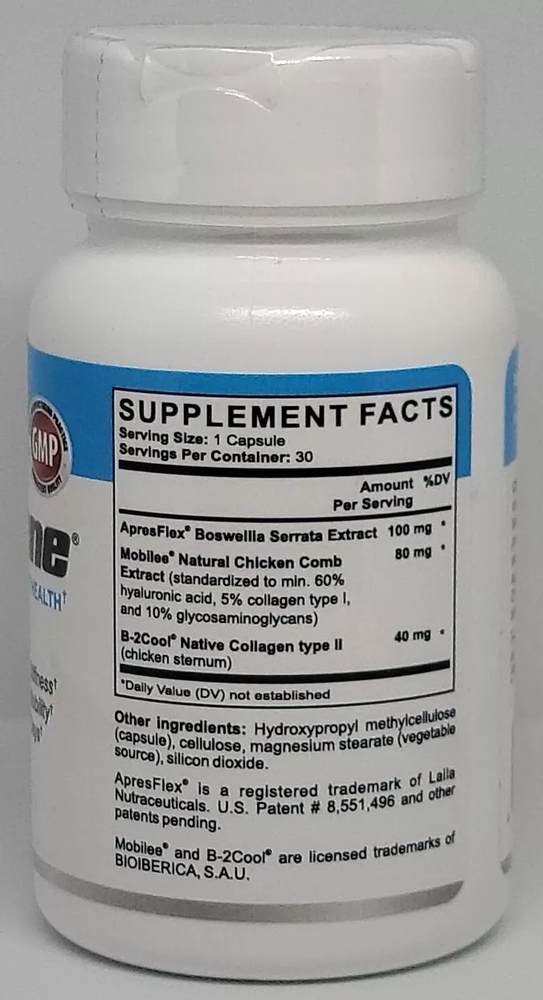 GMP
ne®
HEALTH†
SUPPLEMENT FACTS
Serving Size: 1 Capsule
Servings Per Container: 30
Amount %DV
Per Serving
ApresFlex® Boswellia Serrata Extract 100 mg *
Mobilee® Natural Chicken Comb 80 mg *
Extract (standardized to min. 60%
hyaluronic acid, 5% collagen type I,
and 10% glycosaminoglycans)
B-2Cool® Native Collagen type II 40 mg *
(chicken sternum)
*Daily Value (DV) not established
Other ingredients: Hydroxypropyl methylcellulose
(capsule), cellulose, magnesium stearate (vegetable
source), silicon dioxide.
ApresFlex® is a registered trademark of Laila
Nutraceuticals. U.S. Patent # 8,551,496 and other
patents pending.
Mobilee® and B-2Cool® are licensed trademarks of
BIOIBERICA, S.A.U.